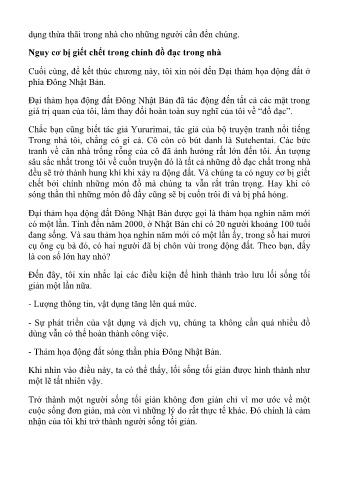 dụng thừa thãi trong nhà cho những người cần đến chúng.
Nguy cơ bị giết chết trong chính đồ đạc trong nhà
Cuối cùng, để kết thúc chương này, tôi xin nói đến Đại thảm họa động đất ở
phía Đông Nhật Bản.
Đại thảm họa động đất Đông Nhật Bản đã tác động đến tất cả các mặt trong
giá trị quan của tôi, làm thay đổi hoàn toàn suy nghĩ của tôi về “đồ đạc”.
Chắc bạn cũng biết tác giả Yururimai, tác giả của bộ truyện tranh nổi tiếng
Trong nhà tôi, chẳng có gì cả. Cô còn có bút danh là Sutehentai. Các bức
tranh về căn nhà trống rỗng của cô đã ảnh hưởng rất lớn đến tôi. Ấn tượng
sâu sắc nhất trong tôi về cuốn truyện đó là tất cả những đồ đạc chất trong nhà
đều sẽ trở thành hung khí khi xảy ra động đất. Và chúng ta có nguy cơ bị giết
chết bởi chính những món đồ mà chúng ta vẫn rất trân trọng. Hay khi có
sóng thần thì những món đồ đấy cũng sẽ bị cuốn trôi đi và bị phá hỏng.
Đại thảm họa động đất Đông Nhật Bản được gọi là thảm họa nghìn năm mới
có một lần. Tính đến năm 2000, ở Nhật Bản chỉ có 20 người khoảng 100 tuổi
đang sống. Và sau thảm họa nghìn năm mới có một lần ấy, trong số hai mươi
cụ ông cụ bà đó, có hai người đã bị chôn vùi trong động đất. Theo bạn, đấy
là con số lớn hay nhỏ?
Đến đây, tôi xin nhắc lại các điều kiện để hình thành trào lưu lối sống tối
giản một lần nữa.
- Lượng thông tin, vật dụng tăng lên quá mức.
- Sự phát triển của vật dụng và dịch vụ, chúng ta không cần quá nhiều đồ
dùng vẫn có thể hoàn thành công việc.
- Thảm họa động đất sóng thần phía Đông Nhật Bản.
Khi nhìn vào điều này, ta có thể thấy, lối sống tối giản được hình thành như
một lẽ tất nhiên vậy.
Trở thành một người sống tối giản không đơn giản chỉ vì mơ ước về một
cuộc sống đơn giản, mà còn vì những lý do rất thực tế khác. Đó chính là cảm
nhận của tôi khi trở thành người sống tối giản.